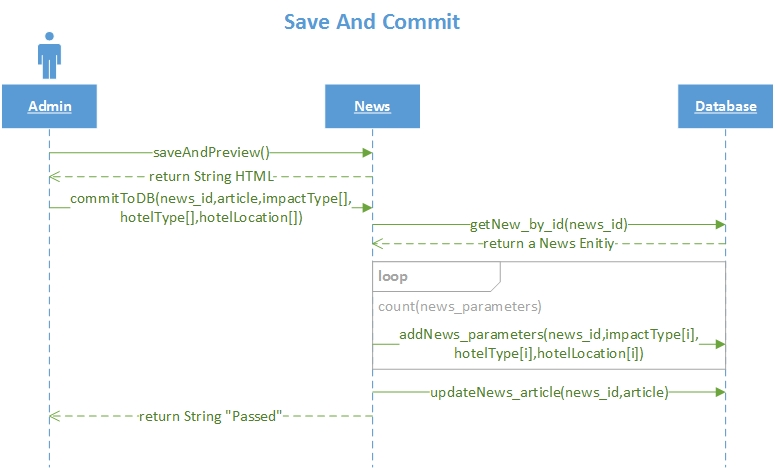 Save And Commit
Admin
News
Database
saveAndPreview()
return String HTML
commitToDB(news_id,article,impactType[],
hotelType[],hotelLocation[])
getNew_by_id(news_id)
return a News Enitiy
loop
count(news_parameters)
addNews_parameters(news_id,impactType[i],
hotelType[i],hotelLocation[i])
updateNews_article(news_id,article)
return String "Passed"